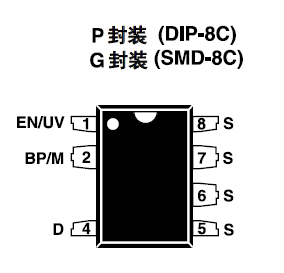 P 封装 (DIP-8C)
G 封装 (SMD-8C)
EN/UV 1 8 S
BP/M 2 7 S
6 S
D 4 5 S